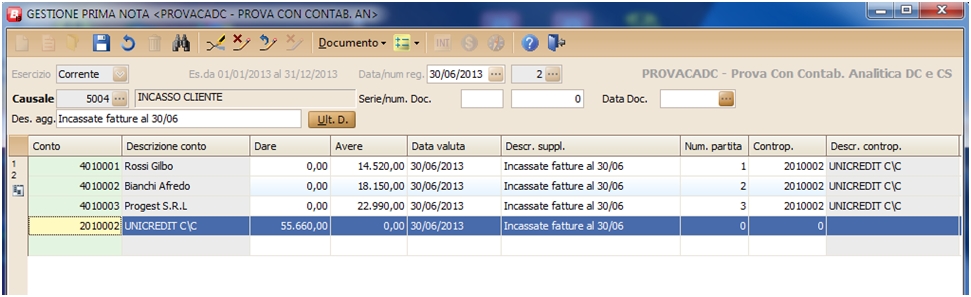 GESTIONE PRIMA NOTA <PROVACADC - PROVA CON CONTAB. AN>
Documento INT
Esercizio Corrente Es.da 01/01/2013 al 31/12/2013 Data/num reg. 30/06/2013 2 PROVACADC - Prova Con Contab. Analitica DC e CS
Causale 5004 INCASSO CLIENTE Serie/num. Doc. 0 Data Doc.
Des. agg. Incassate fatture al 30/06 Ult. D.
Conto Descrizione conto Dare Avere Data valuta Descr. suppl. Num. partita Controp. Descr. controp.
1 4010001 Rossi Gilbo 0,00 14.520,00 30/06/2013 Incassate fatture al 30/06 1 2010002 UNICREDIT C\C
2 4010002 Bianchi Afredo 0,00 18.150,00 30/06/2013 Incassate fatture al 30/06 2 2010002 UNICREDIT C\C
4010003 Progest S.R.L 0,00 22.990,00 30/06/2013 Incassate fatture al 30/06 3 2010002 UNICREDIT C\C
2010002 UNICREDIT C\C 55.660,00 0,00 30/06/2013 Incassate fatture al 30/06 0 0